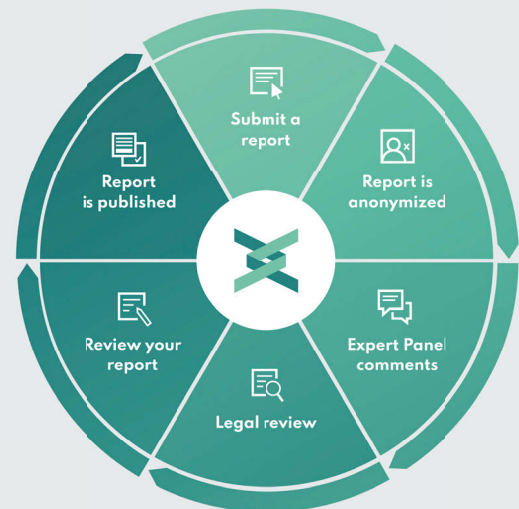 Submit a
report
Report is
anonymized
Expert Panel
comments
Legal review
Review your
report
Report
is published